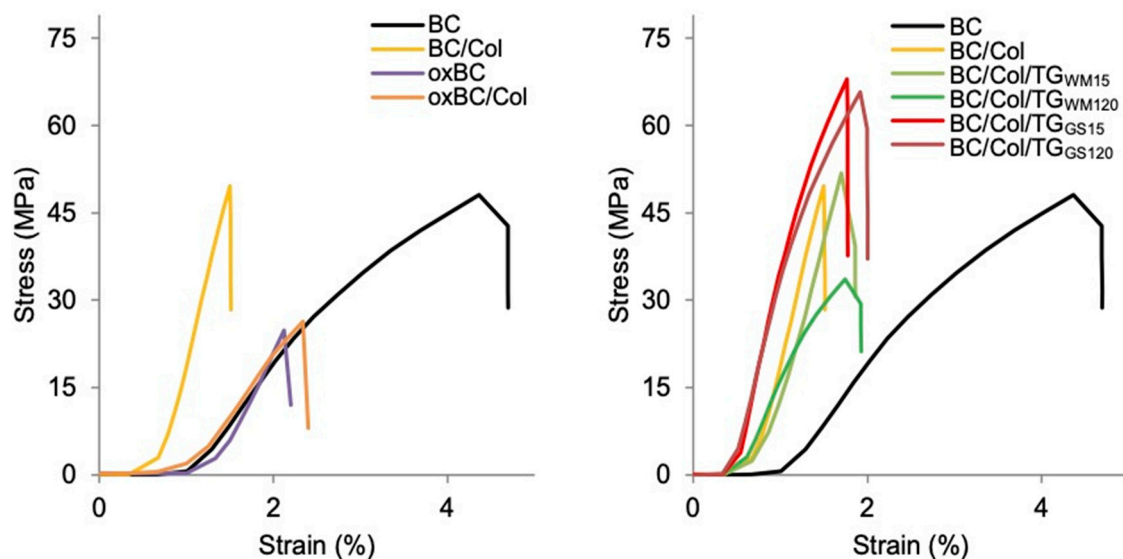 BC
BC/Col
oxBC
oxBC/Col
75
60
45
30
15
0
Stress (MPa)
0 2 4
Strain (%)
BC
BC/Col
BC/Col/TGWM15
BC/Col/TGWM120
BC/Col/TGGS15
BC/Col/TGGS120
75
60
45
30
15
0
Stress (MPa)
0 2 4
Strain (%)